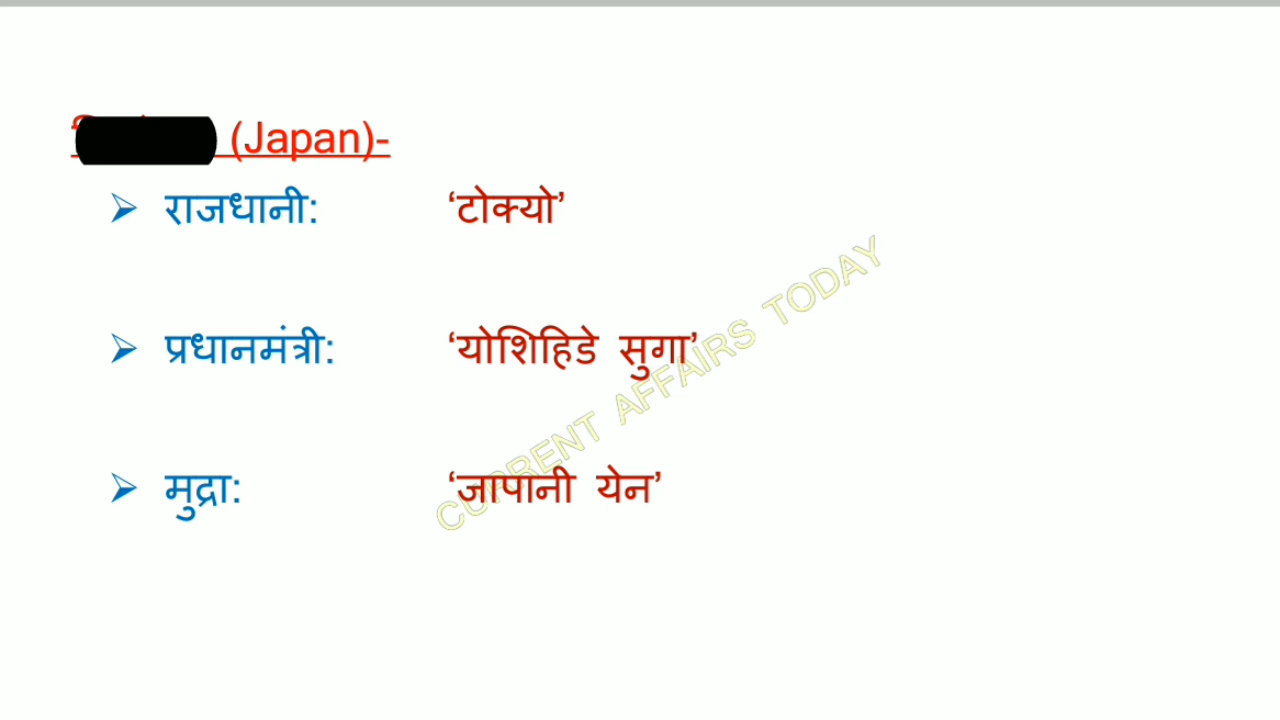 (Japan)-
➢ राजधानी: ‘टोक्यो’
➢ प्रधानमंत्री: ‘योशिहिडे सुगा’
➢ मुद्रा: ‘जापानी येन’
CURRENT AFFAIRS TODAY